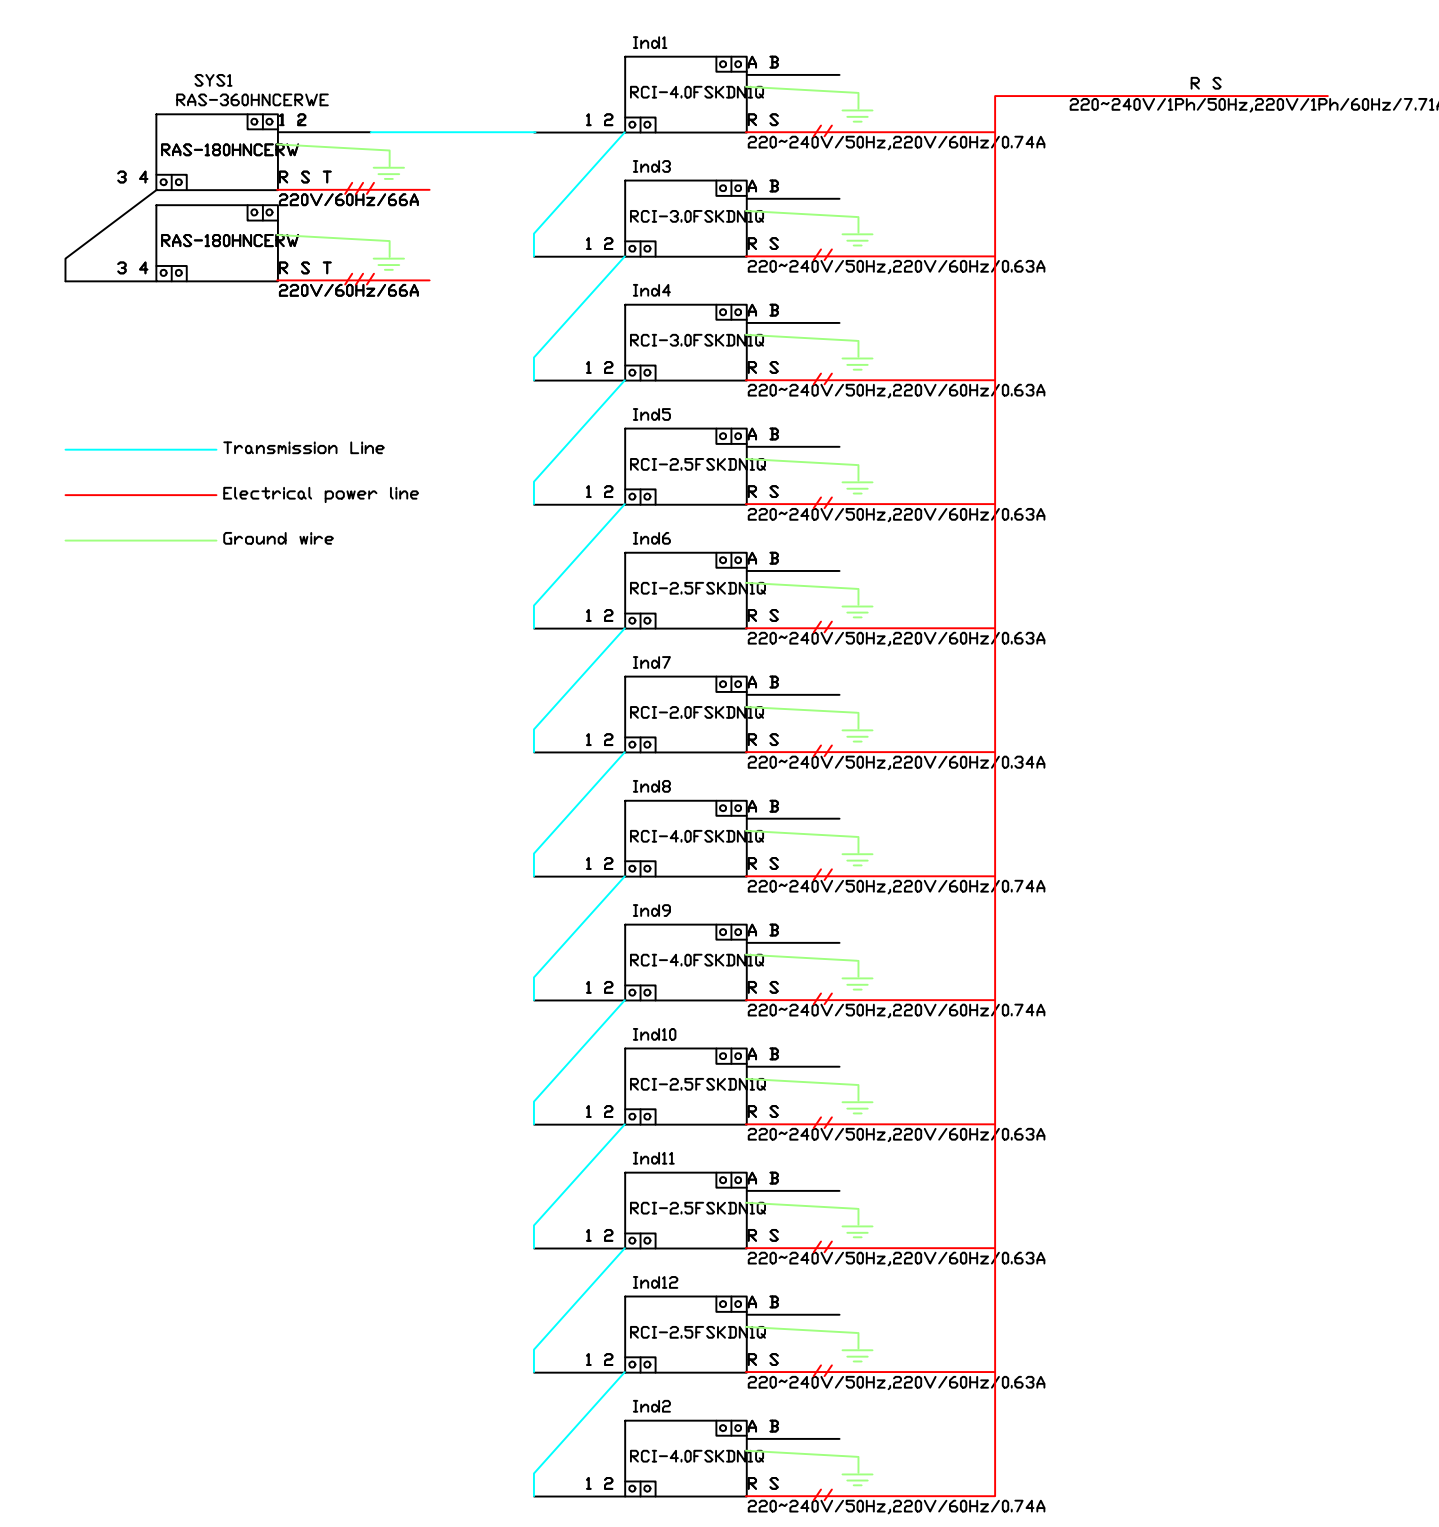 SYS1
RAS-360HNCERWE
1 2
RAS-180HNCERW
3 4
R S T
220V/60Hz/66A
RAS-180HNCERW
3 4
R S T
220V/60Hz/66A
Transmission Line
Electrical power line
Ground wire
Ind1
A B
RCI-4.0FSKDN1Q
1 2
R S
220~240V/50Hz,220V/60Hz/0.74A
Ind3
A B
RCI-3.0FSKDN1Q
1 2
R S
220~240V/50Hz,220V/60Hz/0.63A
Ind4
A B
RCI-3.0FSKDN1Q
1 2
R S
220~240V/50Hz,220V/60Hz/0.63A
Ind5
A B
RCI-2.5FSKDN1Q
1 2
R S
220~240V/50Hz,220V/60Hz/0.63A
Ind6
A B
RCI-2.5FSKDN1Q
1 2
R S
220~240V/50Hz,220V/60Hz/0.63A
Ind7
A B
RCI-2.0FSKDN1Q
1 2
R S
220~240V/50Hz,220V/60Hz/0.34A
Ind8
A B
RCI-4.0FSKDN1Q
1 2
R S
220~240V/50Hz,220V/60Hz/0.74A
Ind9
A B
RCI-4.0FSKDN1Q
1 2
R S
220~240V/50Hz,220V/60Hz/0.74A
Ind10
A B
RCI-2.5FSKDN1Q
1 2
R S
220~240V/50Hz,220V/60Hz/0.63A
Ind11
A B
RCI-2.5FSKDN1Q
1 2
R S
220~240V/50Hz,220V/60Hz/0.63A
Ind12
A B
RCI-2.5FSKDN1Q
1 2
R S
220~240V/50Hz,220V/60Hz/0.63A
Ind2
A B
RCI-4.0FSKDN1Q
1 2
R S
220~240V/50Hz,220V/60Hz/0.74A
R S
220~240V/1Ph/50Hz,220V/1Ph/60Hz/7.71A